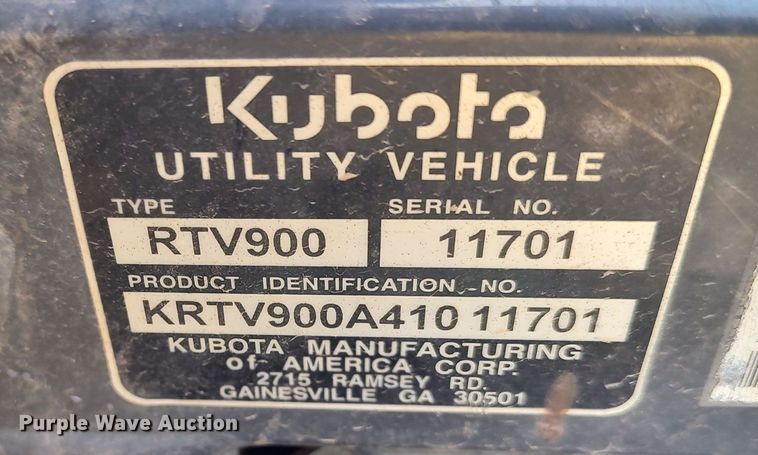 Kubota
UTILITY VEHICLE
TYPE SERIAL NO.
RTV900 11701
PRODUCT IDENTIFICATION NO.
KRTV900A410 11701
KUBOTA MANUFACTURING
of AMERICA CORP.
2715 RAMSEY RD.
GAINESVILLE GA 30501
Purple Wave Auction